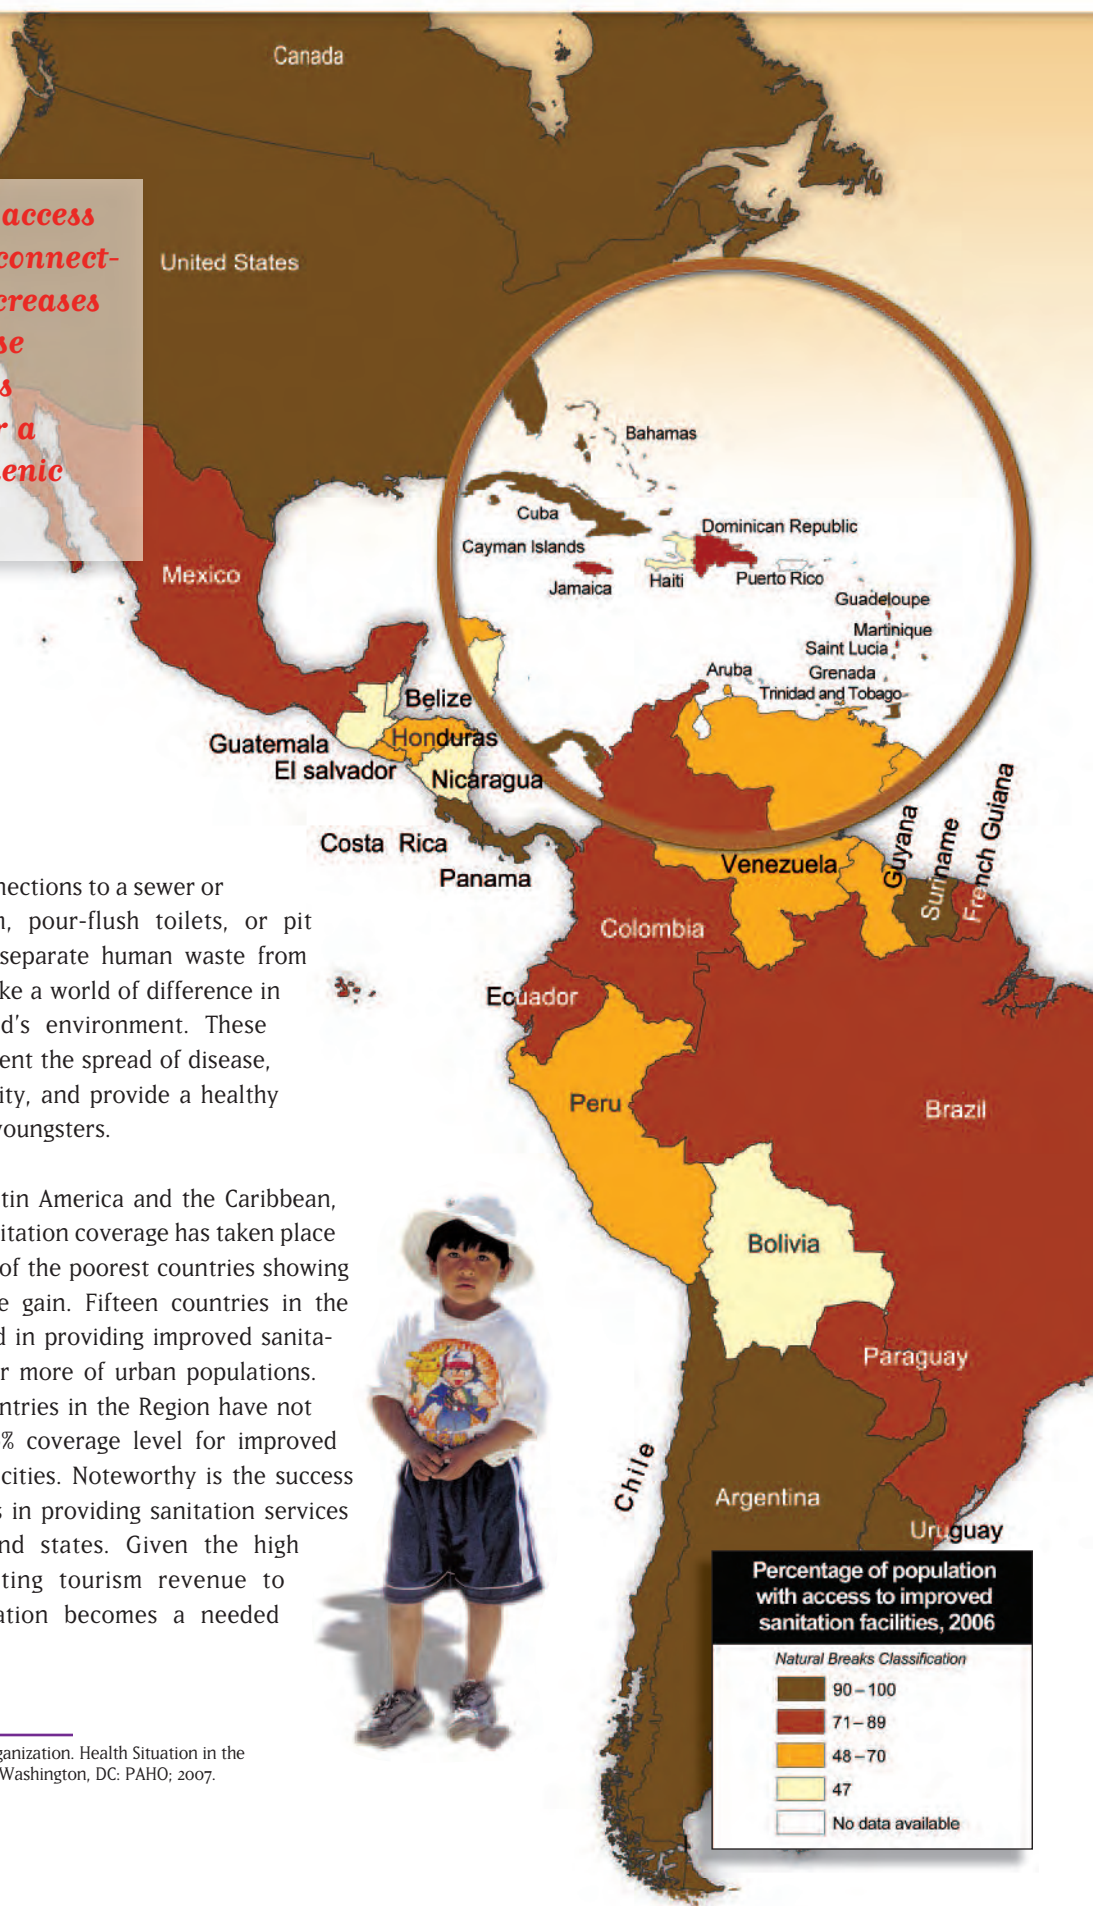 Canada
access
connect-
creases
se
s
r a
enic
United States
Bahamas
Cuba
Dominican Republic
Cayman Islands
Mexico
Jamaica
Haiti
Puerto Rico
Guadeloupe
Martinique
Saint Lucia
Aruba
Grenada
Trinidad and Tobago
Belize
Guatemala
Honduras
El salvador
Nicaragua
Costa Rica
Panama
Venezuela
Guyana
Suriname
French Guiana
Colombia
Ecuador
Peru
Brazil
Bolivia
Paraguay
Chile
Argentina
Uruguay
nections to a sewer or
n, pour-flush toilets, or pit
separate human waste from
ke a world of difference in
d's environment. These
ent the spread of disease,
ity, and provide a healthy
youngsters.
tin America and the Caribbean,
itation coverage has taken place
of the poorest countries showing
e gain. Fifteen countries in the
d in providing improved sanita-
r more of urban populations.
ntries in the Region have not
% coverage level for improved
cities. Noteworthy is the success
s in providing sanitation services
nd states. Given the high
ting tourism revenue to
ation becomes a needed
ganization. Health Situation in the
Washington, DC: PAHO; 2007.
Percentage of population
with access to improved
sanitation facilities, 2006
Natural Breaks Classification
90–100
71–89
48–70
47
No data available